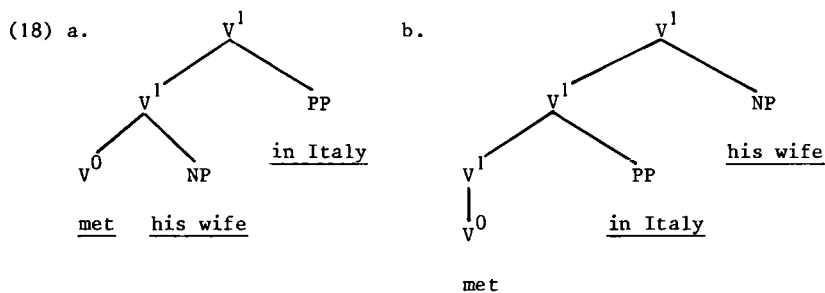 (18) a. V¹ b. V¹
V¹ PP V¹ NP
in Italy his wife
V⁰ NP V¹ PP
met his wife V⁰ in Italy
met